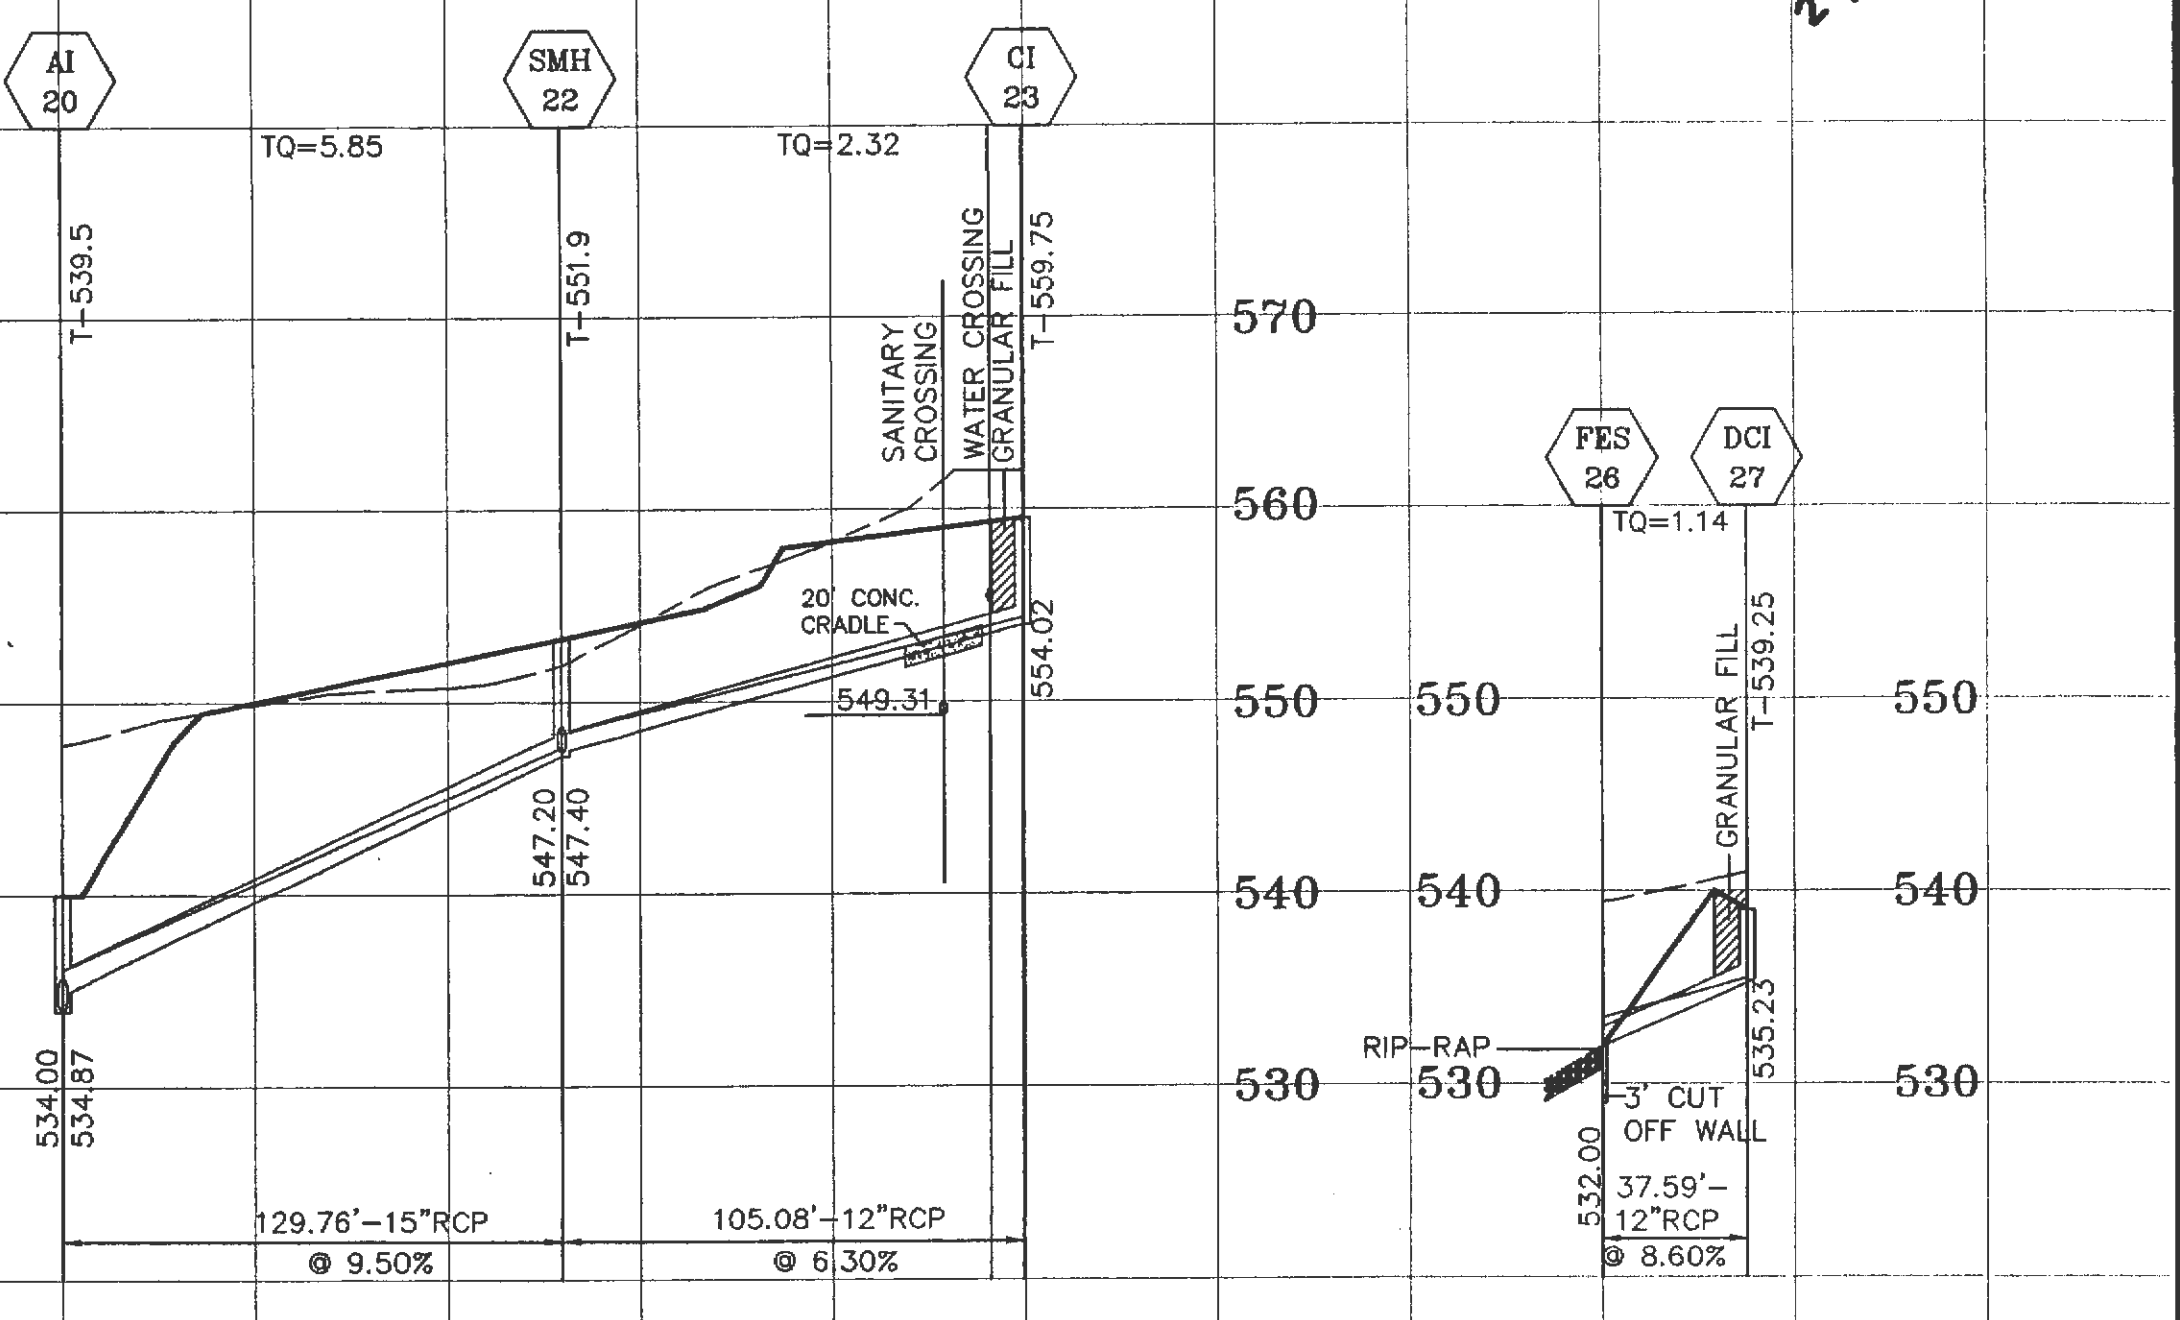 AI
20
SMH
22
CI
23
TQ=5.85
TQ=2.32
T-539.5
T-551.9
SANITARY
CROSSING
WATER CROSSING
GRANULAR FILL
T-559.75
570
560
550
540
530
20' CONC.
CRADLE
549.31
554.02
547.20
547.40
534.00
534.87
129.76'-15"RCP
@ 9.50%
105.08'-12"RCP
@ 6.30%
FES
26
DCI
27
TQ=1.14
GRANULAR FILL
T-539.25
550
540
530
550
540
530
RIP-RAP
3' CUT
OFF WALL
535.23
532.00
37.59'-
12"RCP
@ 8.60%